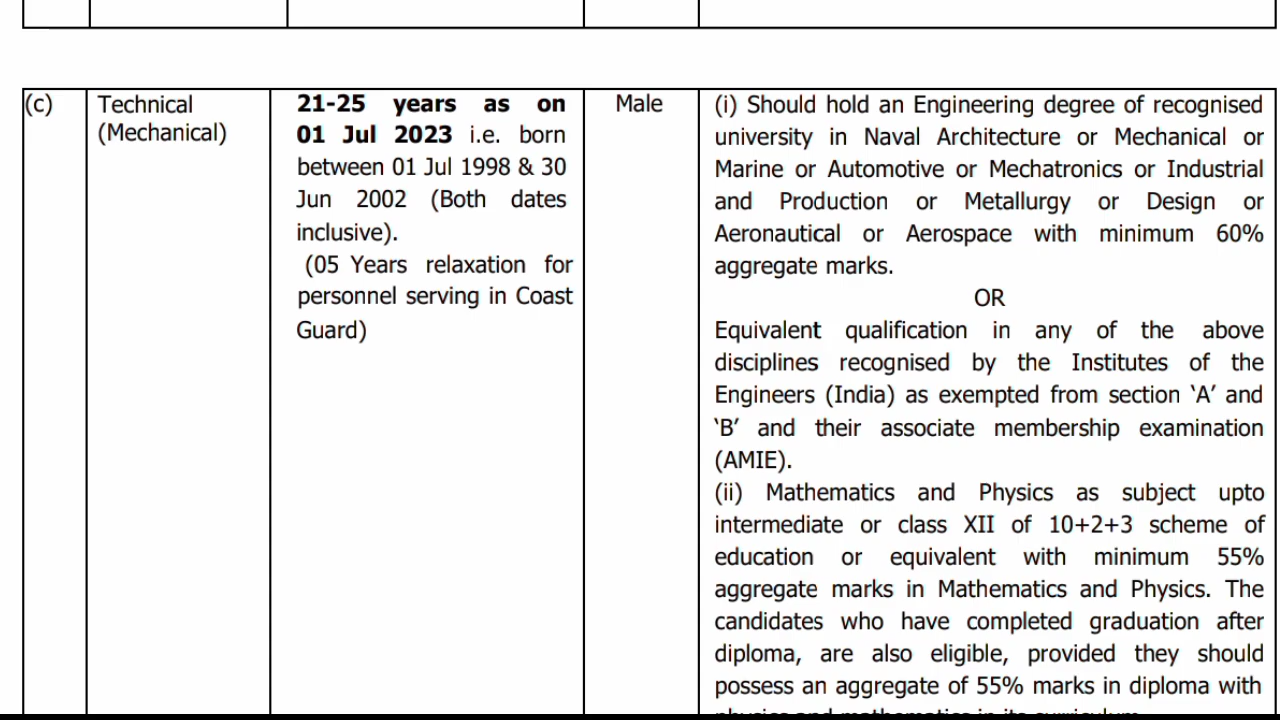 (c)
Technical
(Mechanical)
21-25 years as on
01 Jul 2023 i.e. born
between 01 Jul 1998 & 30
Jun 2002 (Both dates
inclusive).
(05 Years relaxation for
personnel serving in Coast
Guard)
Male
(i) Should hold an Engineering degree of recognised
university in Naval Architecture or Mechanical or
Marine or Automotive or Mechatronics or Industrial
and Production or Metallurgy or Design or
Aeronautical or Aerospace with minimum 60%
aggregate marks.
OR
Equivalent qualification in any of the above
disciplines recognised by the Institutes of the
Engineers (India) as exempted from section ‘A’ and
‘B’ and their associate membership examination
(AMIE).
(ii) Mathematics and Physics as subject upto
intermediate or class XII of 10+2+3 scheme of
education or equivalent with minimum 55%
aggregate marks in Mathematics and Physics. The
candidates who have completed graduation after
diploma, are also eligible, provided they should
possess an aggregate of 55% marks in diploma with